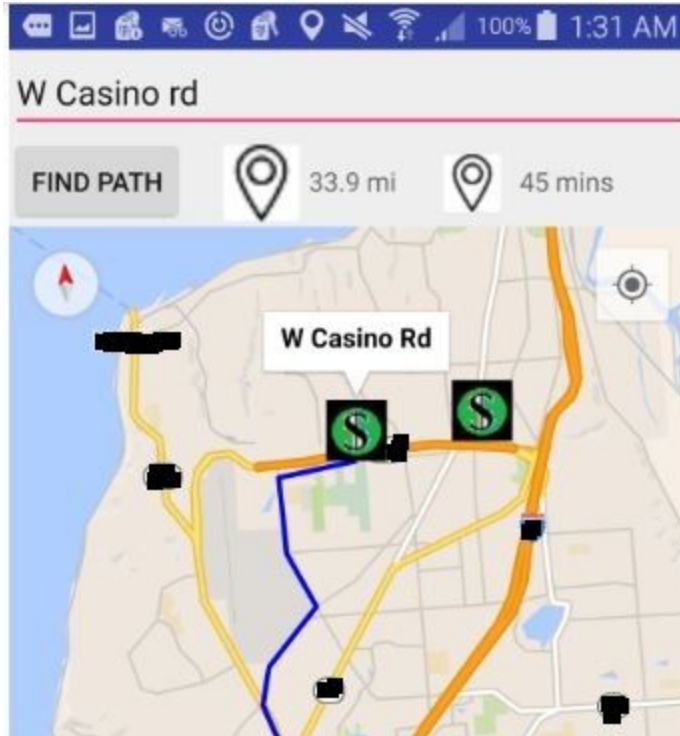 100% 1:31 AM
W Casino rd
FIND PATH 33.9 mi 45 mins
W Casino Rd
$ $